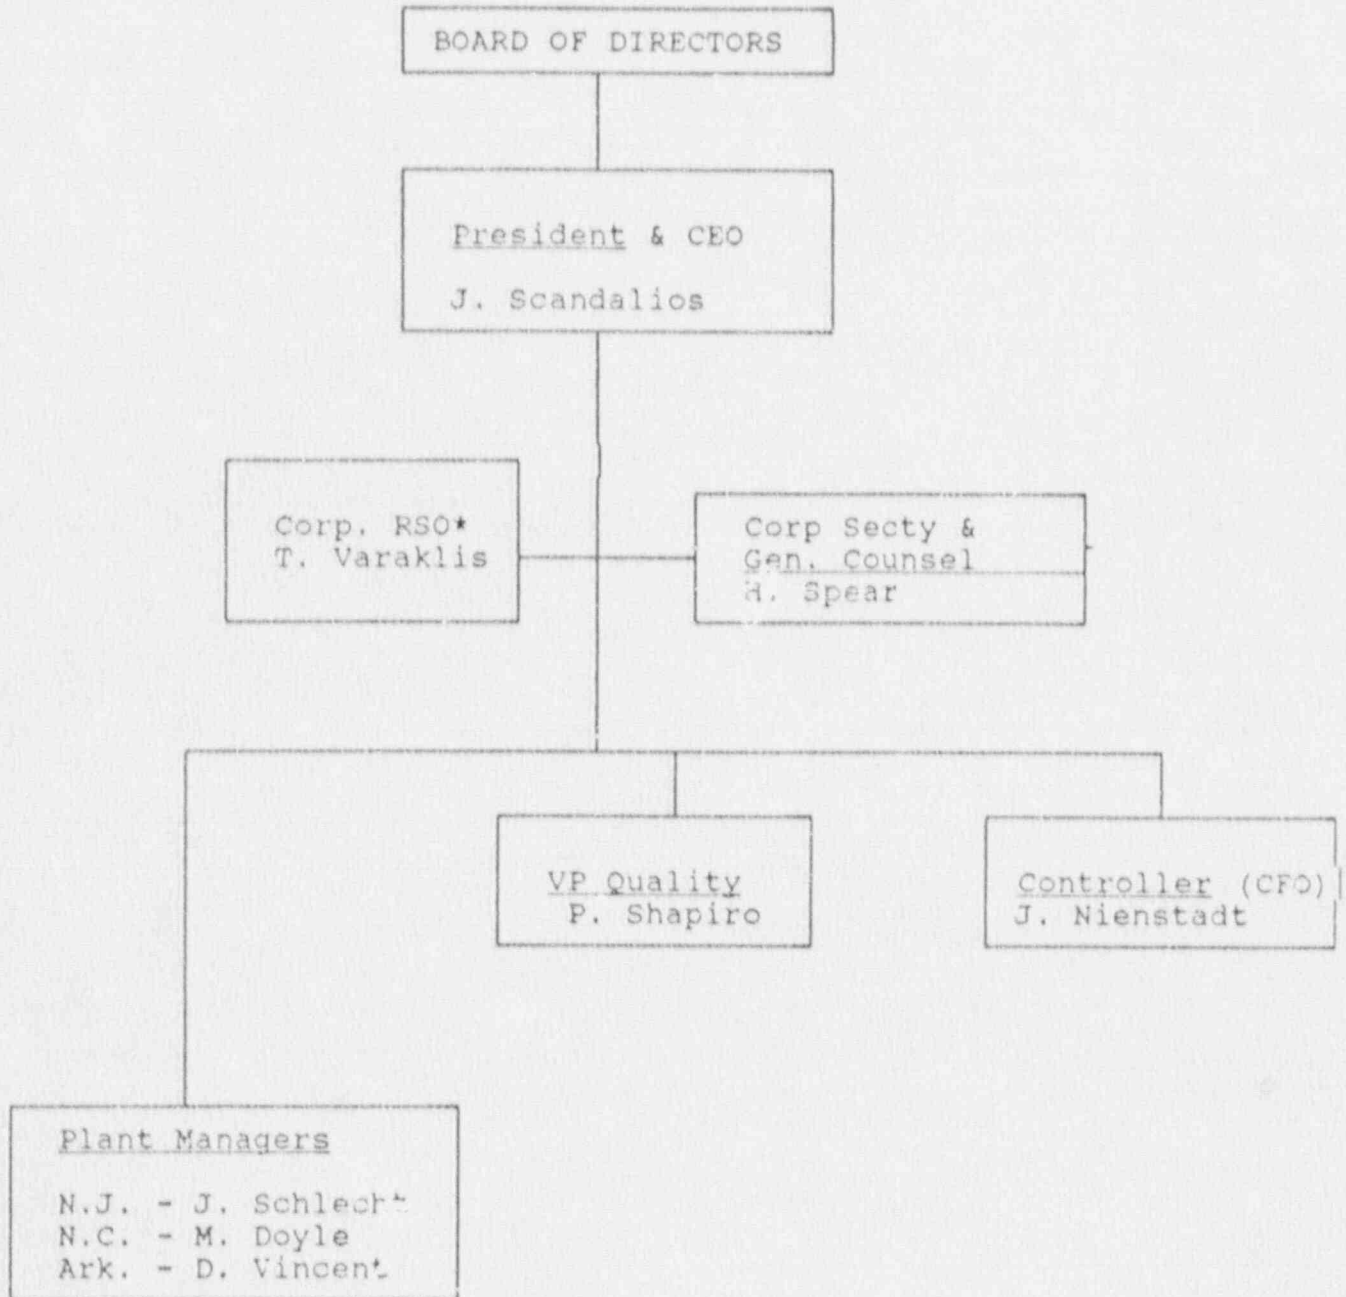 BOARD OF DIRECTORS
President & CEO
J. Scandalios
Corp. RSO*
T. Varaklis
Corp Secty &
Gen. Counsel
H. Spear
VP Quality
P. Shapiro
Controller (CFO)
J. Nienstadt
Plant Managers
N.J. - J. Schlecht
N.C. - M. Doyle
Ark. - D. Vincent